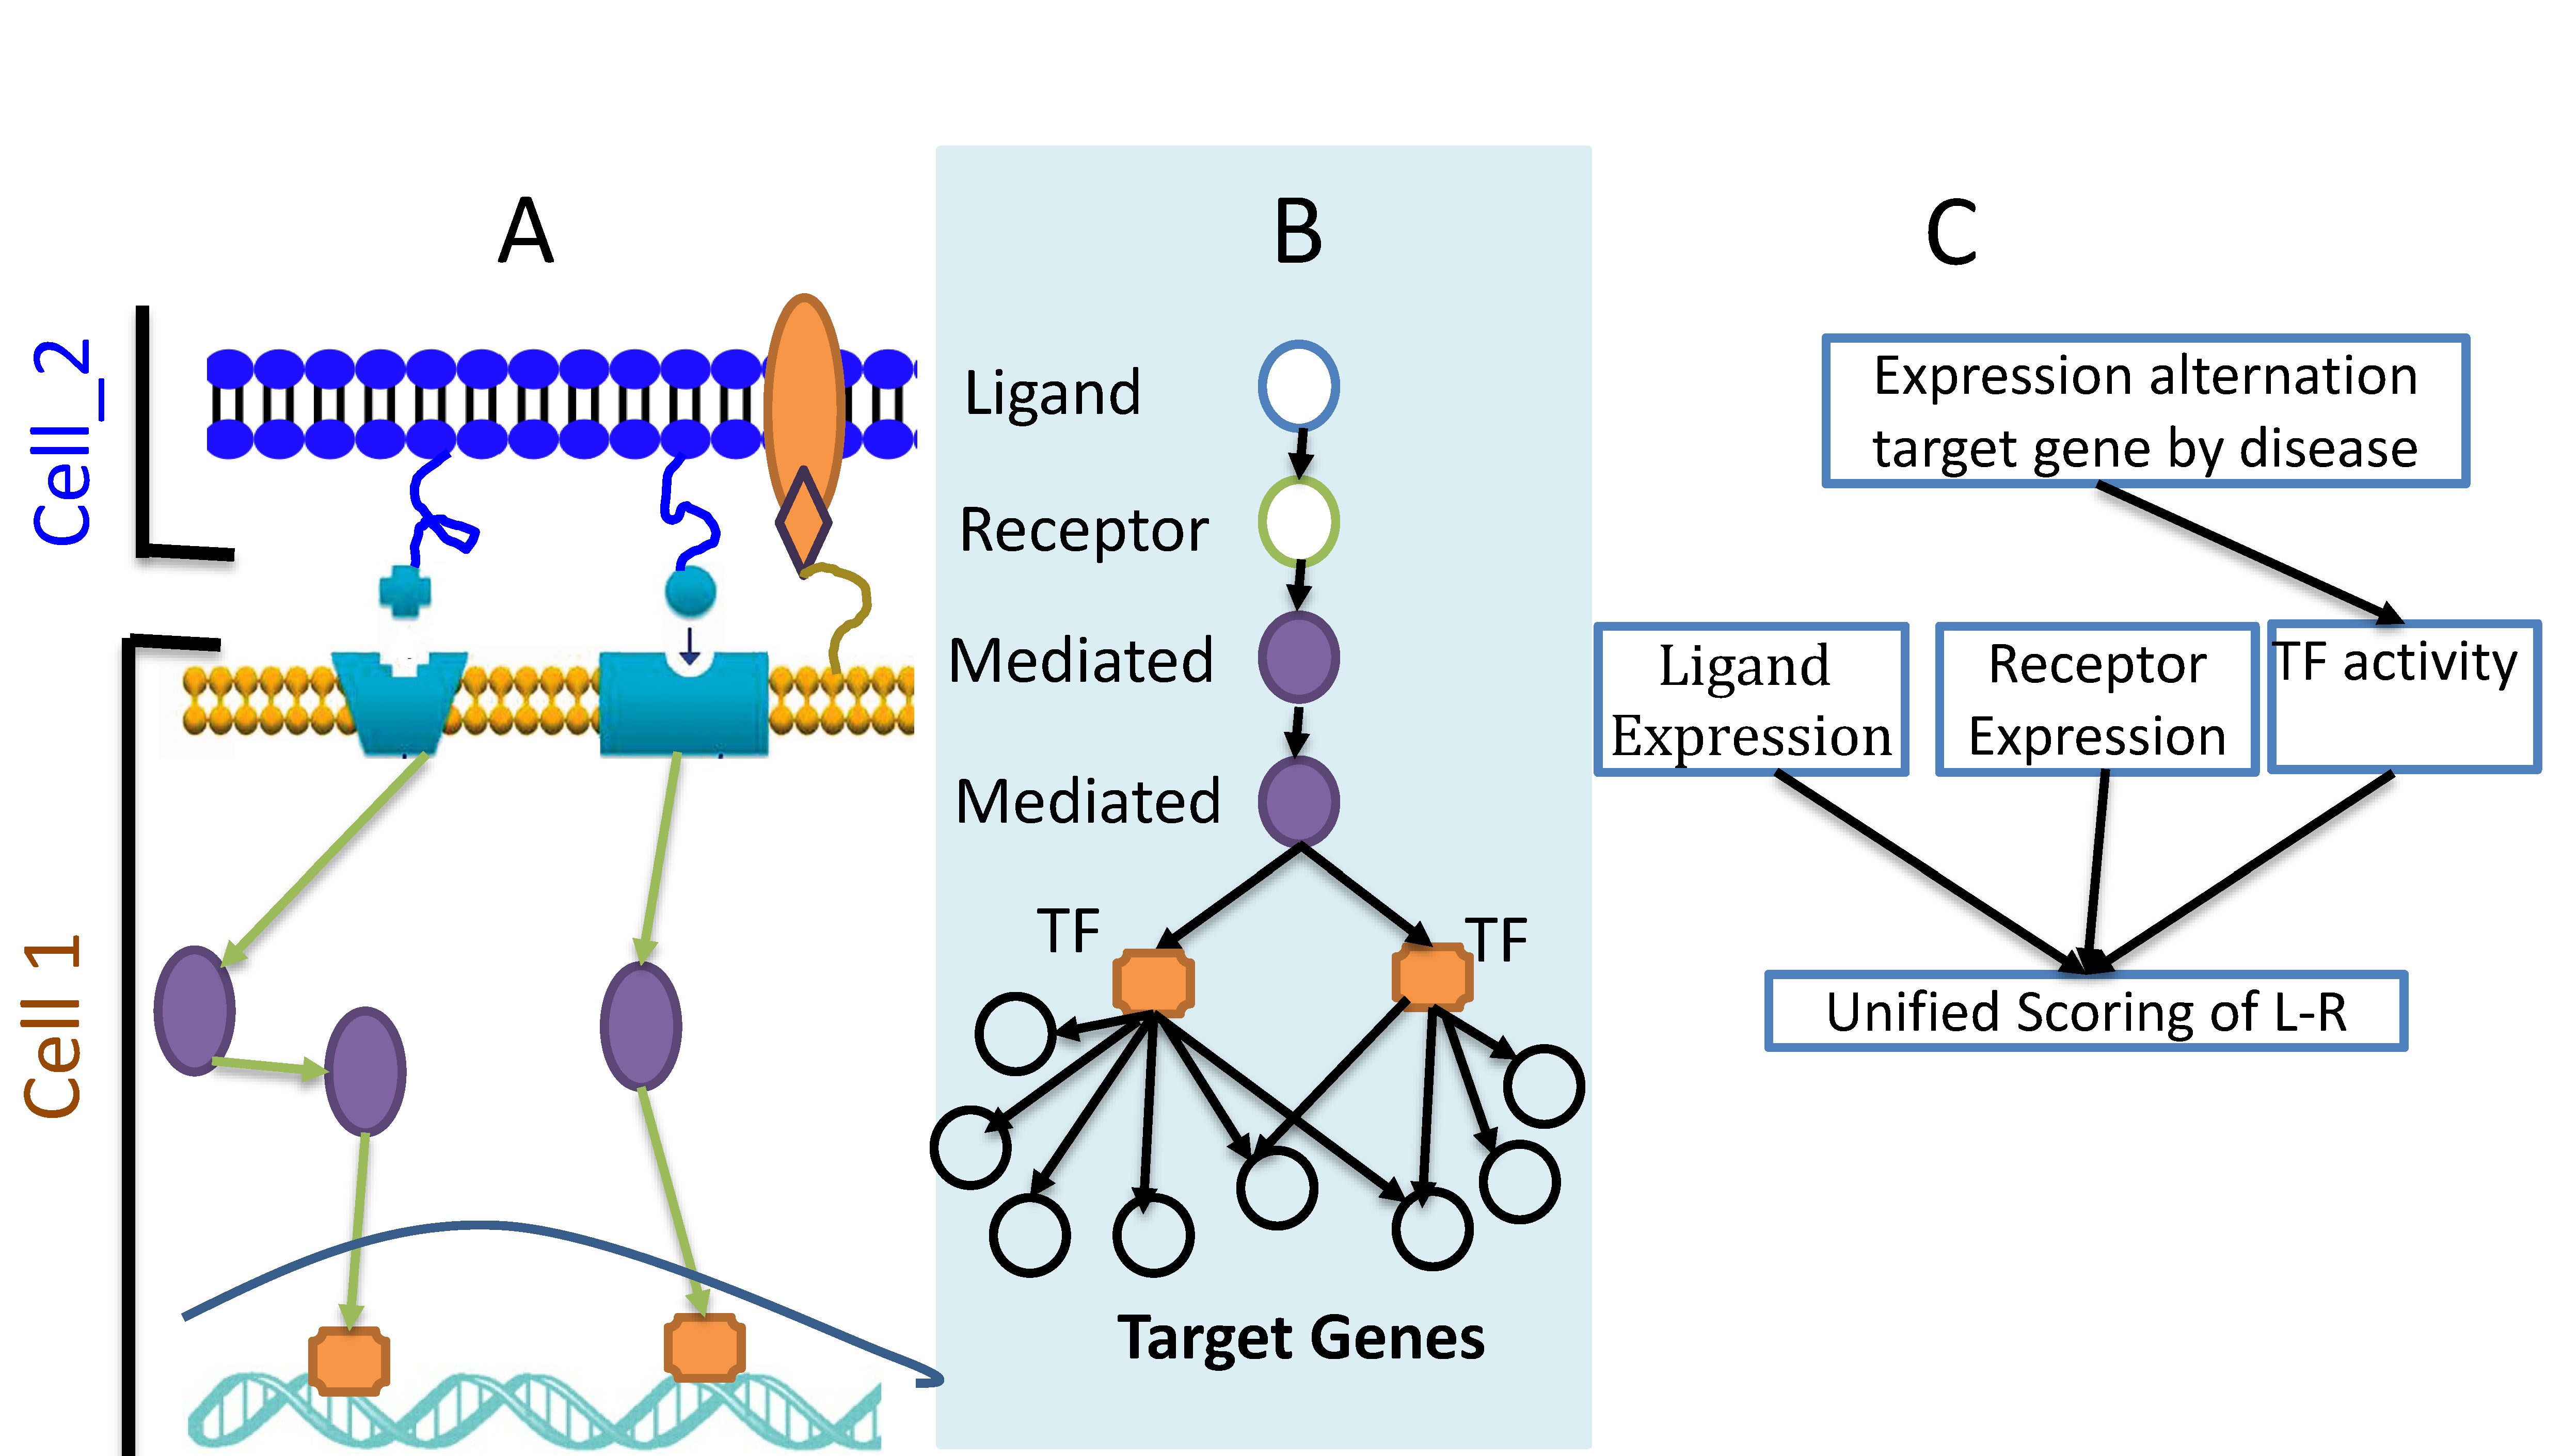 A
B
C
Cell_2
Cell 1
Ligand
Receptor
Mediated
Mediated
TF
TF
Target Genes
Expression alternation
target gene by disease
Ligand
Expression
Receptor
Expression
TF activity
Unified Scoring of L-R